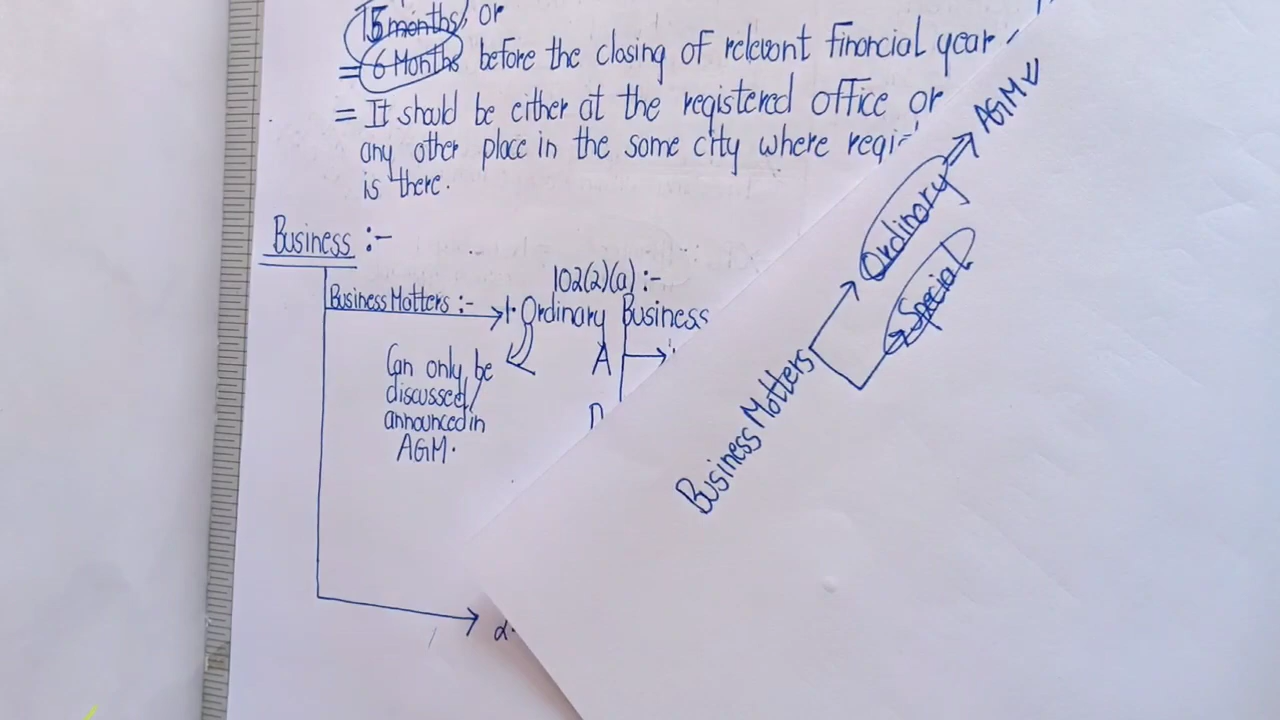 15 months, or
= 6 Months before the closing of relevant financial year
= It should be either at the registered office or
any other place in the same city where regi
is there.
Business :-
102(2)(a) :-
Business Matters :- 1. Ordinary Business
A
Can only be
discussed/
announced in
AGM.
2.
Business Matters
Ordinary
AGM
Special